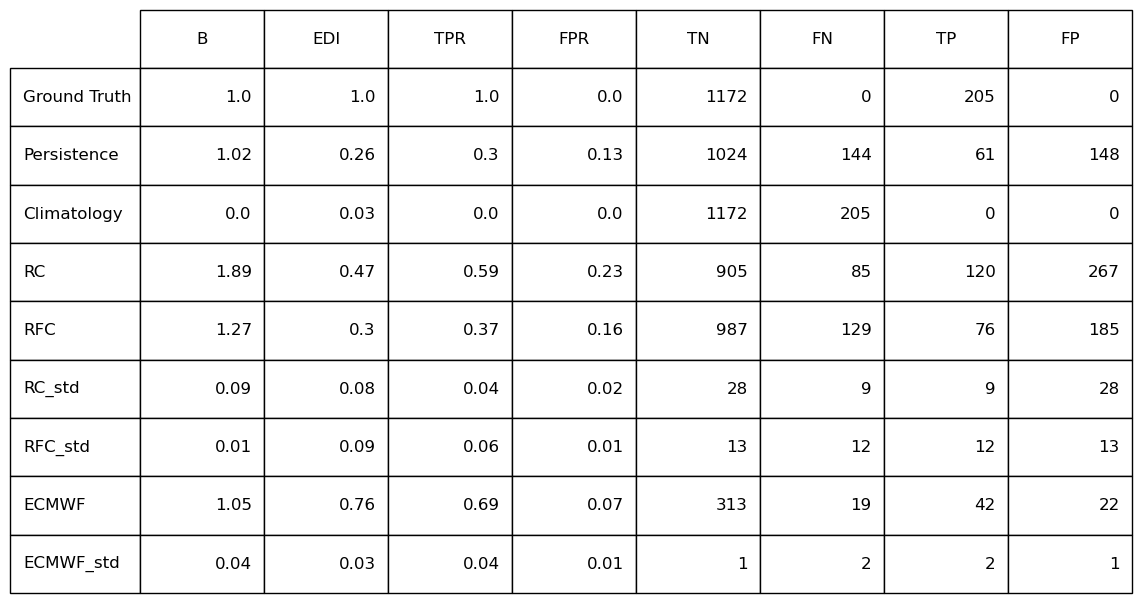 B EDI TPR FPR TN FN TP FP
Ground Truth 1.0 1.0 1.0 0.0 1172 0 205 0
Persistence 1.02 0.26 0.3 0.13 1024 144 61 148
Climatology 0.0 0.03 0.0 0.0 1172 205 0 0
RC 1.89 0.47 0.59 0.23 905 85 120 267
RFC 1.27 0.3 0.37 0.16 987 129 76 185
RC_std 0.09 0.08 0.04 0.02 28 9 9 28
RFC_std 0.01 0.09 0.06 0.01 13 12 12 13
ECMWF 1.05 0.76 0.69 0.07 313 19 42 22
ECMWF_std 0.04 0.03 0.04 0.01 1 2 2 1